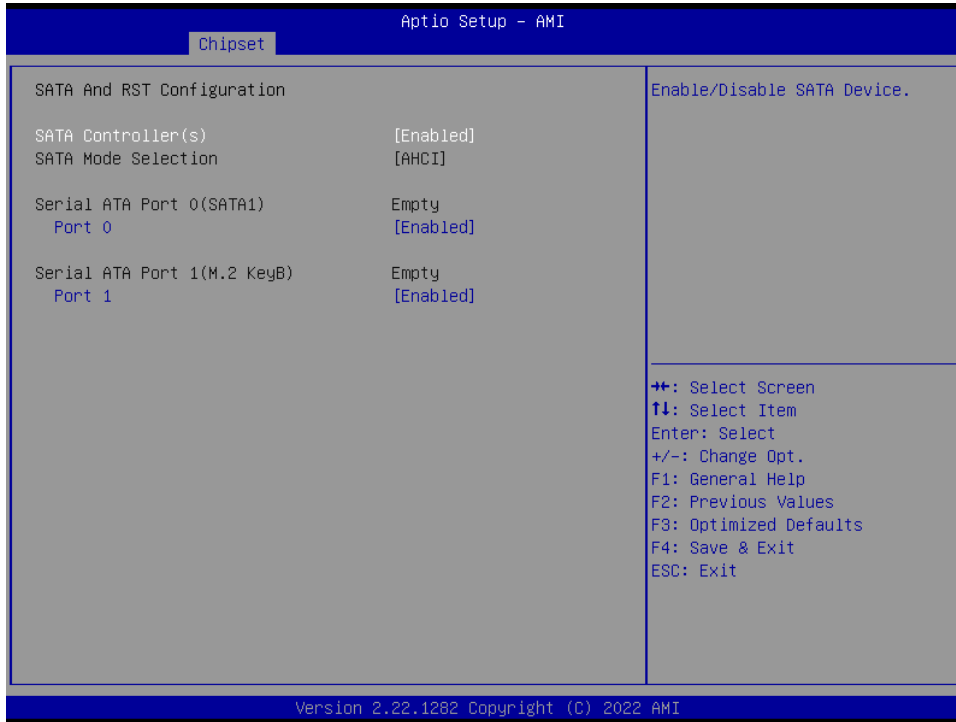 Aptio Setup – AMI
Chipset
SATA And RST Configuration
SATA Controller(s) [Enabled]
SATA Mode Selection [AHCI]
Serial ATA Port 0(SATA1) Empty
Port 0 [Enabled]
Serial ATA Port 1(M.2 KeyB) Empty
Port 1 [Enabled]
Enable/Disable SATA Device.
→←: Select Screen
↑↓: Select Item
Enter: Select
+/-: Change Opt.
F1: General Help
F2: Previous Values
F3: Optimized Defaults
F4: Save & Exit
ESC: Exit
Version 2.22.1282 Copyright (C) 2022 AMI